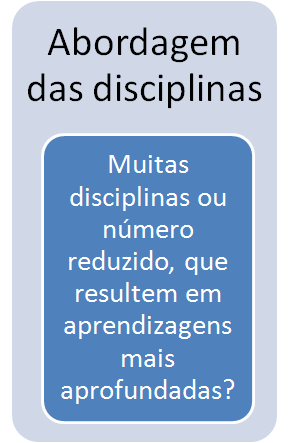 Abordagem
das disciplinas
Muitas
disciplinas ou
número
reduzido, que
resultem em
aprendizagens
mais
aprofundadas?